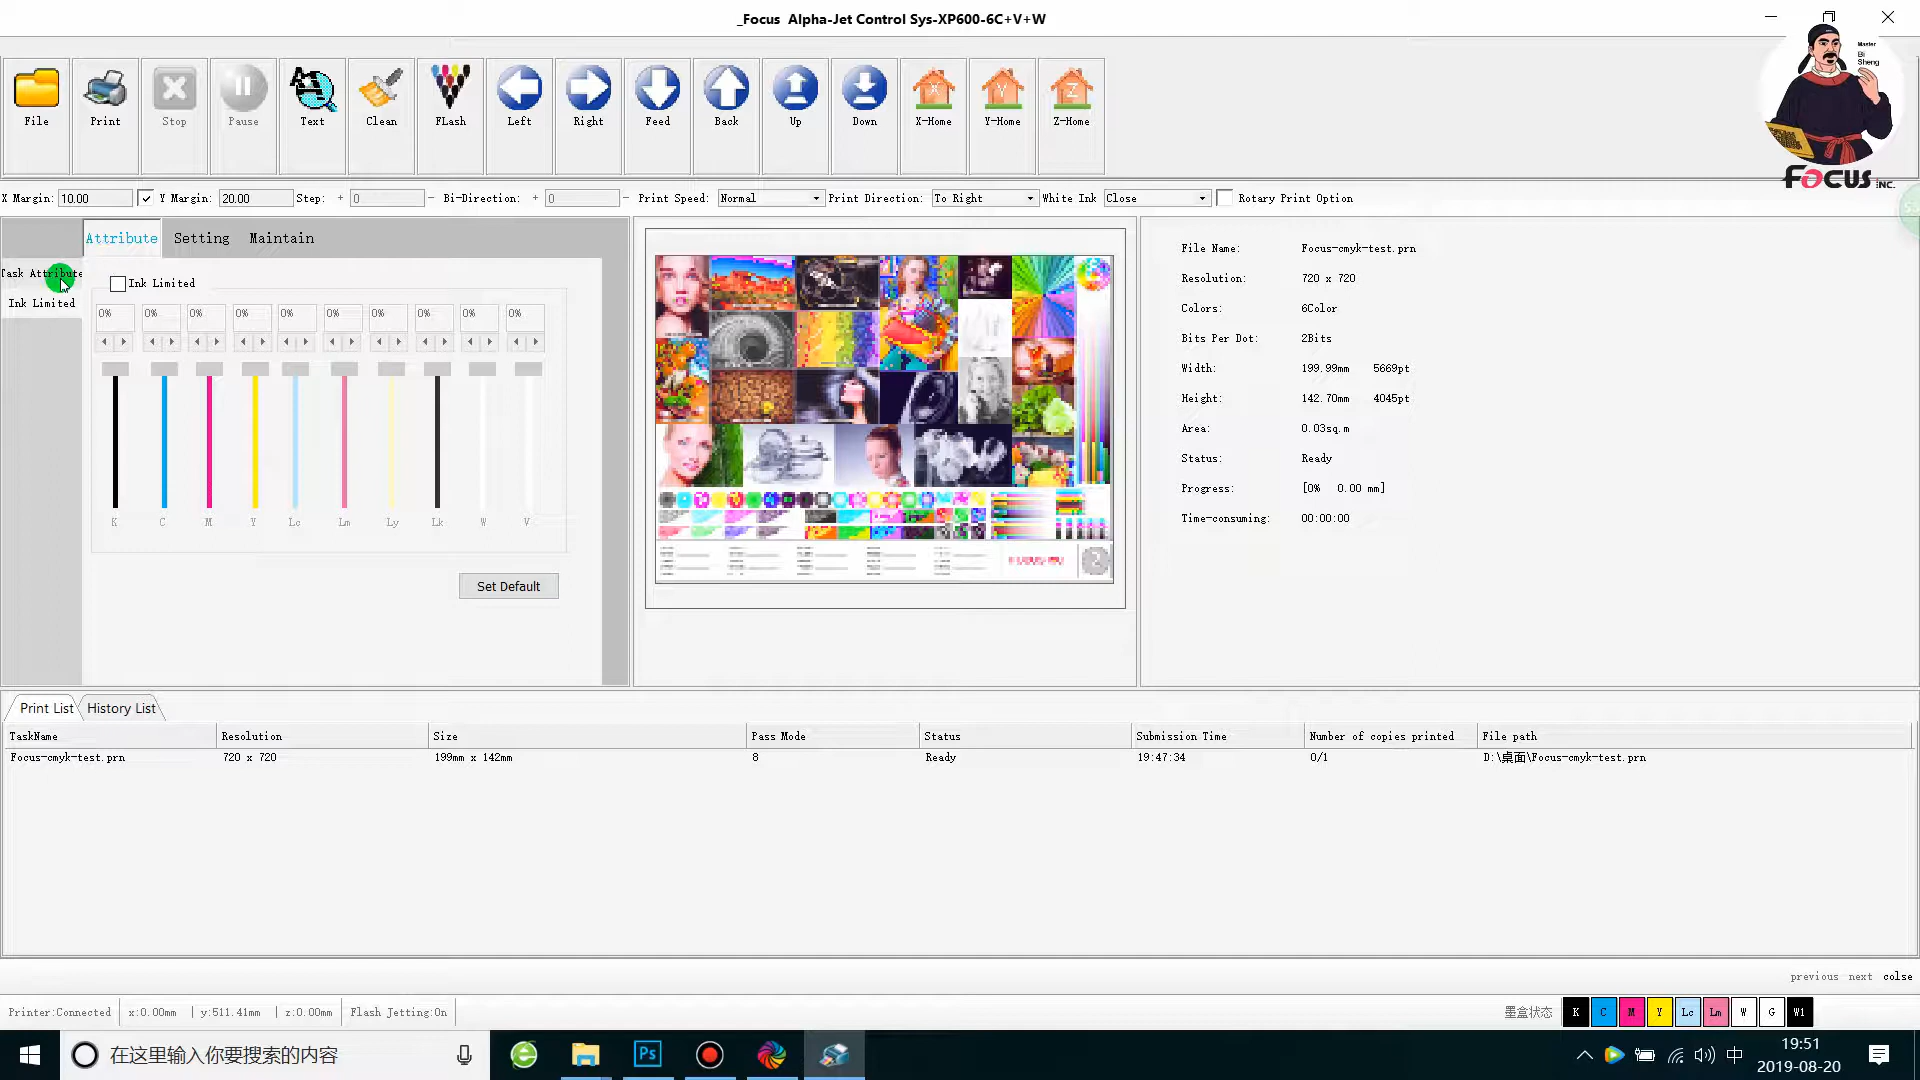 _Focus Alpha-Jet Control Sys-XP600-6C+V+W
Master
Bi
Sheng
FOCUS INC.
File Print Stop Pause Text Clean FLash Left Right Feed Back Up Down X-Home Y-Home Z-Home
X Margin: 10.00 Y Margin: 20.00 Step: + 0 - Bi-Direction: + 0 - Print Speed: Normal Print Direction: To Right White Ink Close Rotary Print Option
Attribute Setting Maintain
Task Attribute
Ink Limited
Ink Limited
0% 0% 0% 0% 0% 0% 0% 0% 0% 0%
K C M Y Lc Lm Ly Lk W V
Set Default
File Name: Focus-cmyk-test.prn
Resolution: 720 x 720
Colors: 6Color
Bits Per Dot: 2Bits
Width: 199.99mm 5669pt
Height: 142.70mm 4045pt
Area: 0.03sq.m
Status: Ready
Progress: [0% 0.00 mm]
Time-consuming: 00:00:00
Print List History List
TaskName Resolution Size Pass Mode Status Submission Time Number of copies printed File path
Focus-cmyk-test.prn 720 x 720 199mm x 142mm 8 Ready 19:47:34 0/1 D:\桌面\Focus-cmyk-test.prn
previous next colse
Printer:Connected x:0.00mm y:511.41mm z:0.00mm Flash Jetting:On 墨盒状态 K C M Y Lc Lm W G W1
在这里输入你要搜索的内容 Ps 中 19:51
2019-08-20